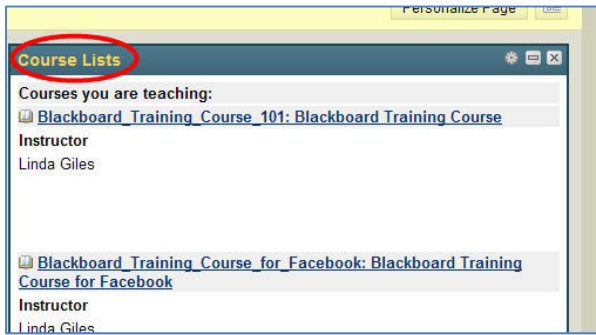 Personalize Page
Course Lists
Courses you are teaching:
Blackboard_Training_Course_101: Blackboard Training Course
Instructor
Linda Giles
Blackboard_Training_Course_for_Facebook: Blackboard Training
Course for Facebook
Instructor
Linda Giles